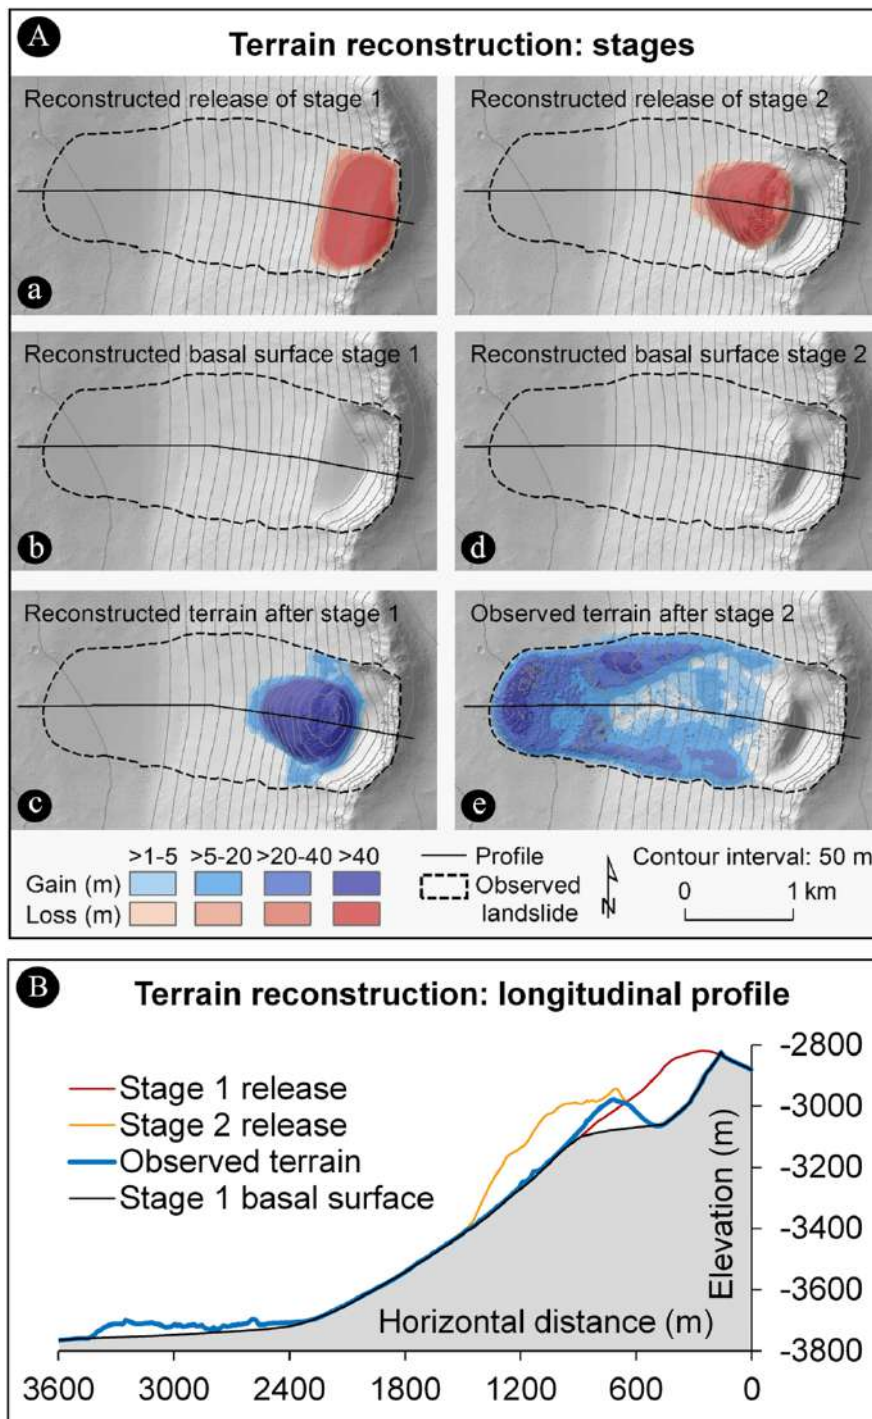 A
Terrain reconstruction: stages
Reconstructed release of stage 1
a
Reconstructed release of stage 2
Reconstructed basal surface stage 1
b
Reconstructed basal surface stage 2
d
Reconstructed terrain after stage 1
c
Observed terrain after stage 2
e
>1-5 >5-20 >20-40 >40
Gain (m)
Loss (m)
Profile
Observed
landslide
N
Contour interval: 50 m
0 1 km
B
Terrain reconstruction: longitudinal profile
Stage 1 release
Stage 2 release
Observed terrain
Stage 1 basal surface
-2800
-3000
-3200
-3400
-3600
-3800
Elevation (m)
Horizontal distance (m)
3600 3000 2400 1800 1200 600 0